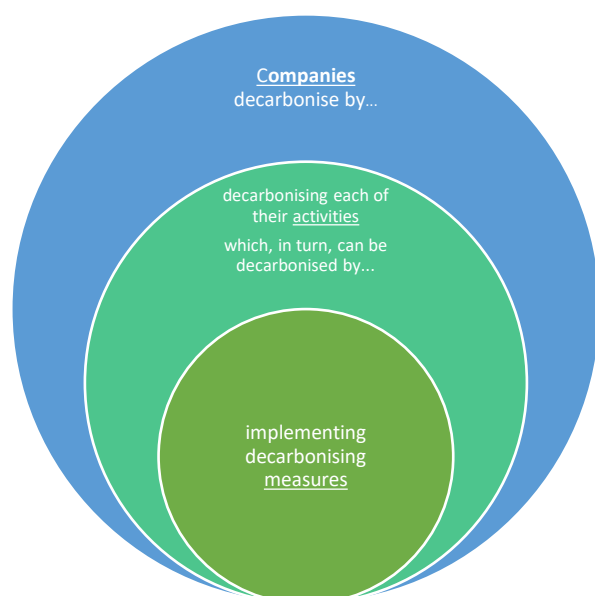 Companies
decarbonise by...
decarbonising each of
their activities
which, in turn, can be
decarbonised by...
implementing
decarbonising
measures